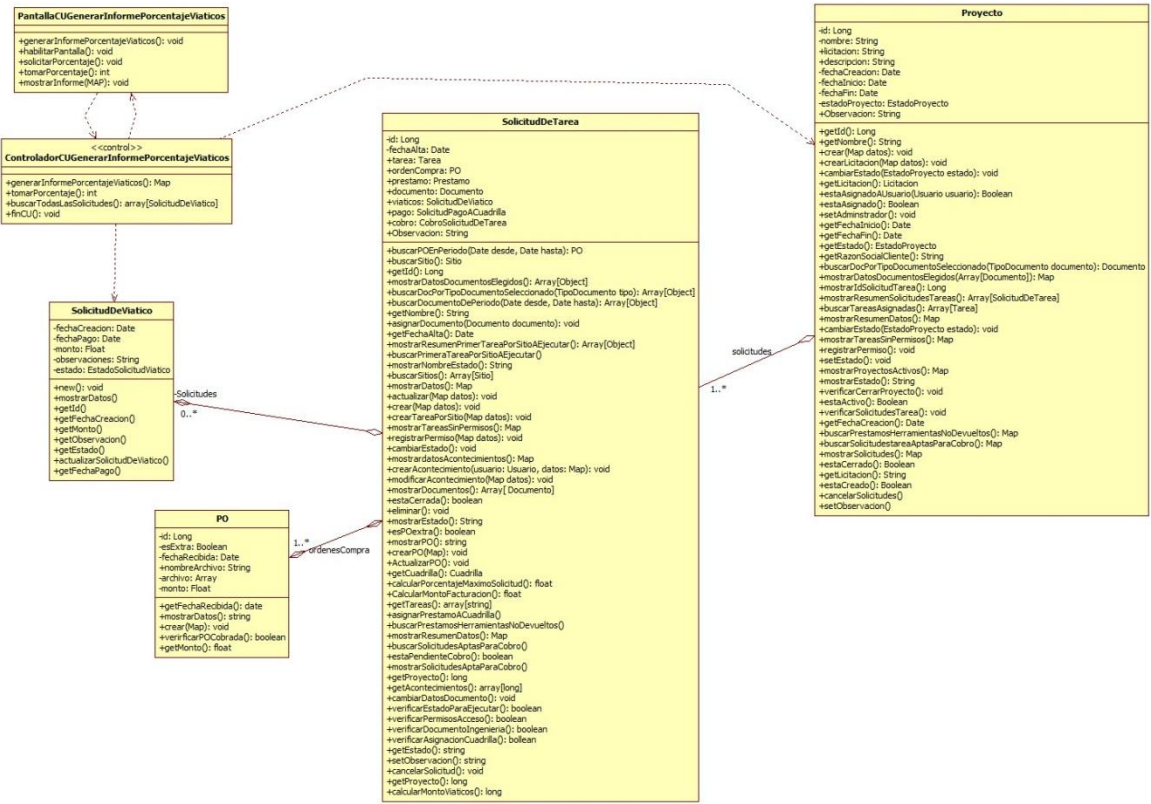 PantallaCUGenerarInformePorcentajeViaticos
+generarInformePorcentajeViaticos(): void
+habilitarPantalla(): void
+solicitarPorcentaje(): void
+tomarPorcentaje(): int
+mostrarInforme(MAP): void
<<control>>
ControladorCUGenerarInformePorcentajeViaticos
+generarInformePorcentajeViaticos(): Map
+tomarPorcentaje(): int
+buscarTodasLasSolicitudes(): array[SolicitudDeViatico]
+finCU(): void
SolicitudDeViatico
-fechaCreacion: Date
-fechaPago: Date
-monto: Float
-observaciones: String
-estado: EstadoSolicitudViatico
+new(): void
+mostrarDatos()
+getId()
+getFechaCreacion()
+getMonto()
+getObservacion()
+getEstado()
+actualizarSolicitudDeViatico()
+getFechaPago()
-Solicitudes
0..*
PO
-id: Long
-esExtra: Boolean
-fechaRecibida: Date
+nombreArchivo: String
-archivo: Array
-monto: Float
+getFechaRecibida(): date
+mostrarDatos(): string
+crear(Map): void
+verirficarPOCobrada(): boolean
+getMonto(): float
1..*
ordenesCompra
SolicitudDeTarea
-id: Long
-fechaAlta: Date
+tarea: Tarea
+ordenCompra: PO
+prestamo: Prestamo
+documento: Documento
+viaticos: SolicitudDeViatico
+pago: SolicitudPagoACuadrilla
+cobro: CobroSolicitudDeTarea
+Observacion: String
+buscarPOEnPeriodo(Date desde, Date hasta): PO
+buscarSitio(): Sitio
+getId(): Long
+mostrarDatosDocumentosElegidos(): Array[Object]
+buscarDocPorTipoDocumentoSeleccionado(TipoDocumento tipo): Array[Object]
+buscarDocumentoDePeriodo(Date desde, Date hasta): Array[Object]
+getNombre(): String
+asignarDocumento(Documento documento): void
+getFechaAlta(): Date
+mostrarResumenPrimerTareaPorSitioAEjecutar(): Array[Object]
+buscarPrimeraTareaPorSitioAEjecutar()
+mostrarNombreEstado(): String
+buscarSitios(): Array[Sitio]
+mostrarDatos(): Map
+actualizar(Map datos): void
+crear(Map datos): void
+crearTareaPorSitio(Map datos): void
+mostrarTareasSinPermisos(): Map
+registrarPermiso(Map datos): void
+cambiarEstado(): void
+mostrardatosAcontecimientos(): Map
+crearAcontecimiento(usuario: Usuario, datos: Map): void
+modificarAcontecimiento(Map datos): void
+mostrarDocumentos(): Array[ Documento]
+estaCerrada(): boolean
+eliminar(): void
+mostrarEstado(): String
+esPOextra(): boolean
+mostrarPO(): string
+crearPO(Map): void
+ActualizarPO(): void
+getCuadrilla(): Cuadrilla
+calcularPorcentajeMaximoSolicitud(): float
+CalcularMontoFacturacion(): float
+getTareas(): array[string]
+asignarPrestamoACuadrilla()
+buscarPrestamosHerramientasNoDevueltos()
+mostrarResumenDatos(): Map
+buscarSolicitudesAptasParaCobro()
+estaPendienteCobro(): boolean
+mostrarSolicitudesAptaParaCobro()
+getProyecto(): long
+getAcontecimientos(): array[long]
+cambiarDatosDocumento(): void
+verificarEstadoParaEjecutar(): boolean
+verificarPermisosAcceso(): boolean
+verificarDocumentoIngenieria(): boolean
+verificarAsignacionCuadrilla(): bollean
+getEstado(): string
+setObservacion(): string
+cancelarSolicitud(): void
+getProyecto(): long
+calcularMontoViaticos(): long
solicitudes
1..*
Proyecto
-id: Long
-nombre: String
+licitacion: String
+descripcion: String
-fechaCreacion: Date
-fechaInicio: Date
-fechaFin: Date
-estadoProyecto: EstadoProyecto
+Observacion: String
+getId(): Long
+getNombre(): String
+crear(Map datos): void
+crearLicitacion(Map datos): void
+cambiarEstado(EstadoProyecto estado): void
+getLicitacion(): Licitacion
+estaAsignadoAUsuario(Usuario usuario): Boolean
+estaAsignado(): Boolean
+setAdminstrador(): void
+getFechaInicio(): Date
+getFechaFin(): Date
+getEstado(): EstadoProyecto
+getRazonSocialCliente(): String
+buscarDocPorTipoDocumentoSeleccionado(TipoDocumento documento): Documento
+mostrarDatosDocumentosElegidos(Array[Documento]): Map
+mostrarIdSolicitudTarea(): Long
+mostrarResumenSolicitudesTareas(): Array[SolicitudDeTarea]
+buscarTareasAsignadas(): Array[Tarea]
+mostrarResumenDatos(): Map
+cambiarEstado(EstadoProyecto estado): void
+mostrarTareasSinPermisos(): Map
+registrarPermiso(): void
+setEstado(): void
+mostrarProyectosActivos(): Map
+mostrarEstado(): String
+verificarCerrarProyecto(): void
+estaActivo(): Boolean
+verificarSolicitudesTarea(): void
+getFechaCreacion(): Date
+buscarPrestamosHerramientasNoDevueltos(): Map
+buscarSolicitudestareaAptasParaCobro(): Map
+mostrarSolicitudes(): Map
+estaCerrado(): Boolean
+getLicitacion(): String
+estaCreado(): Boolean
+cancelarSolicitudes()
+setObservacion()